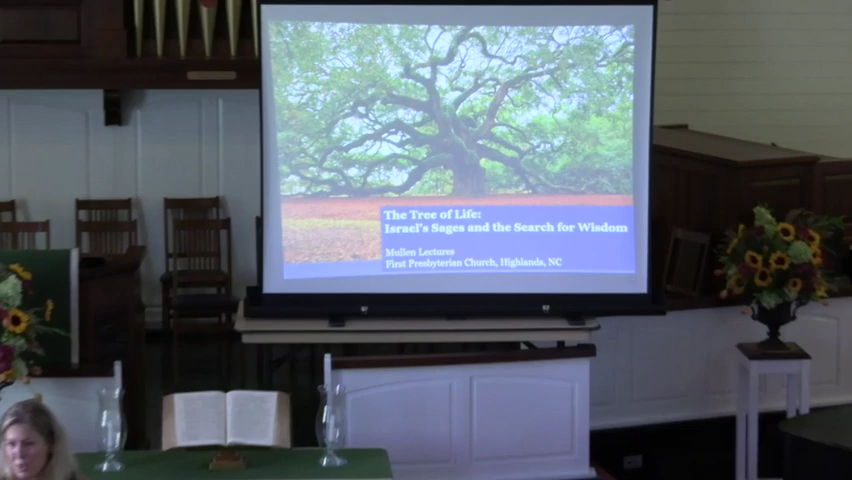 The Tree of Life:
Israel's Sages and the Search for Wisdom
Mullen Lectures
First Presbyterian Church, Highlands, NC